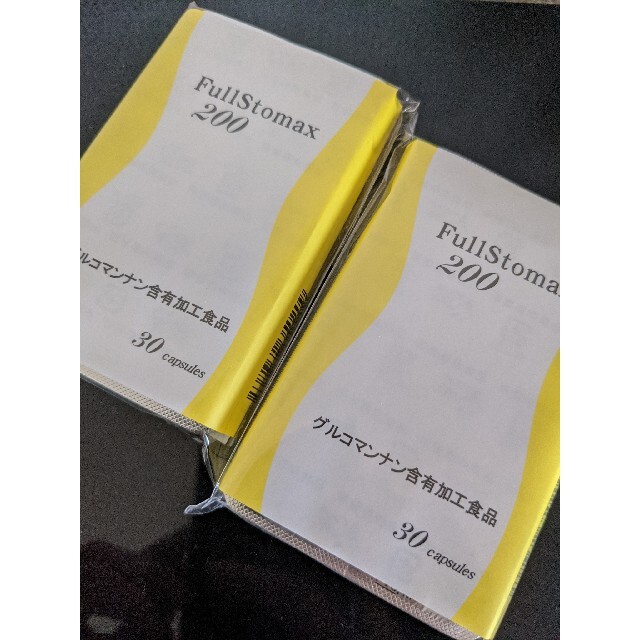 FullStomax
200
ルコマンナン含有加工食品
30 capsules
FullStomax
200
グルコマンナン含有加工食品
30 capsules